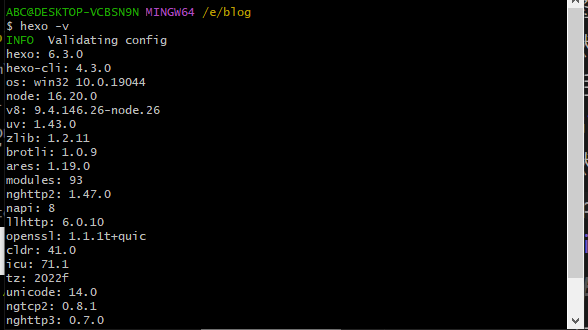 ABC@DESKTOP-VCBSN9N MINGW64 /e/blog
$ hexo -v
INFO  Validating config
hexo: 6.3.0
hexo-cli: 4.3.0
os: win32 10.0.19044
node: 16.20.0
v8: 9.4.146.26-node.26
uv: 1.43.0
zlib: 1.2.11
brotli: 1.0.9
ares: 1.19.0
modules: 93
nghttp2: 1.47.0
napi: 8
llhttp: 6.0.10
openssl: 1.1.1t+quic
cldr: 41.0
icu: 71.1
tz: 2022f
unicode: 14.0
ngtcp2: 0.8.1
nghttp3: 0.7.0